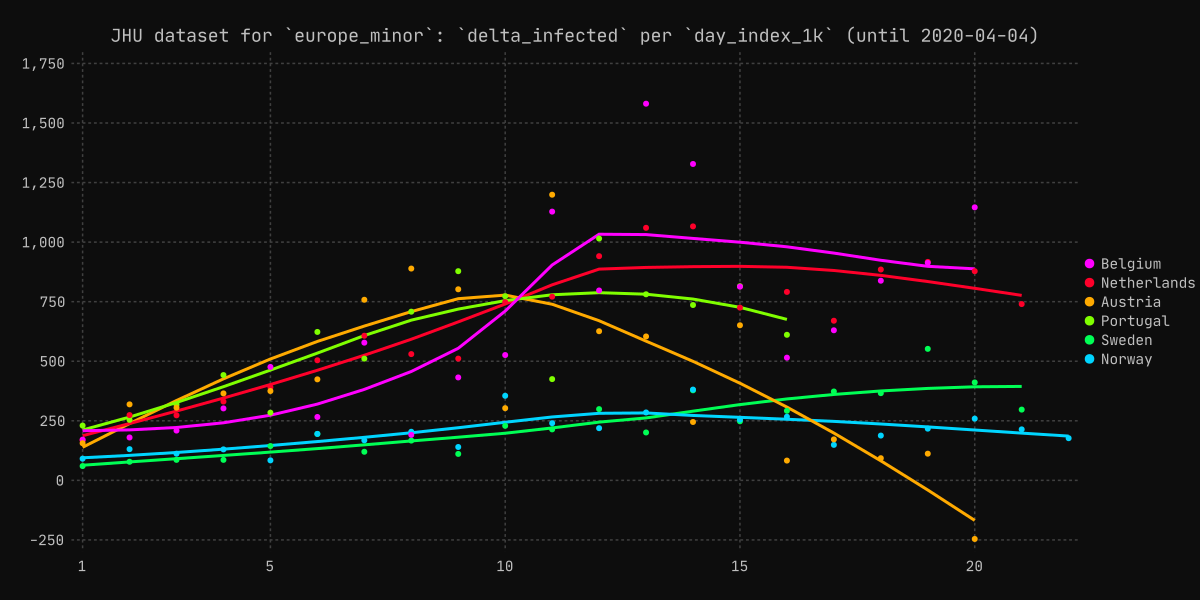 JHU dataset for `europe_minor`: `delta_infected` per `day_index_1k` (until 2020-04-04)
1,750
1,500
1,250
1,000
750
500
250
0
-250
1 5 10 15 20
Belgium
Netherlands
Austria
Portugal
Sweden
Norway